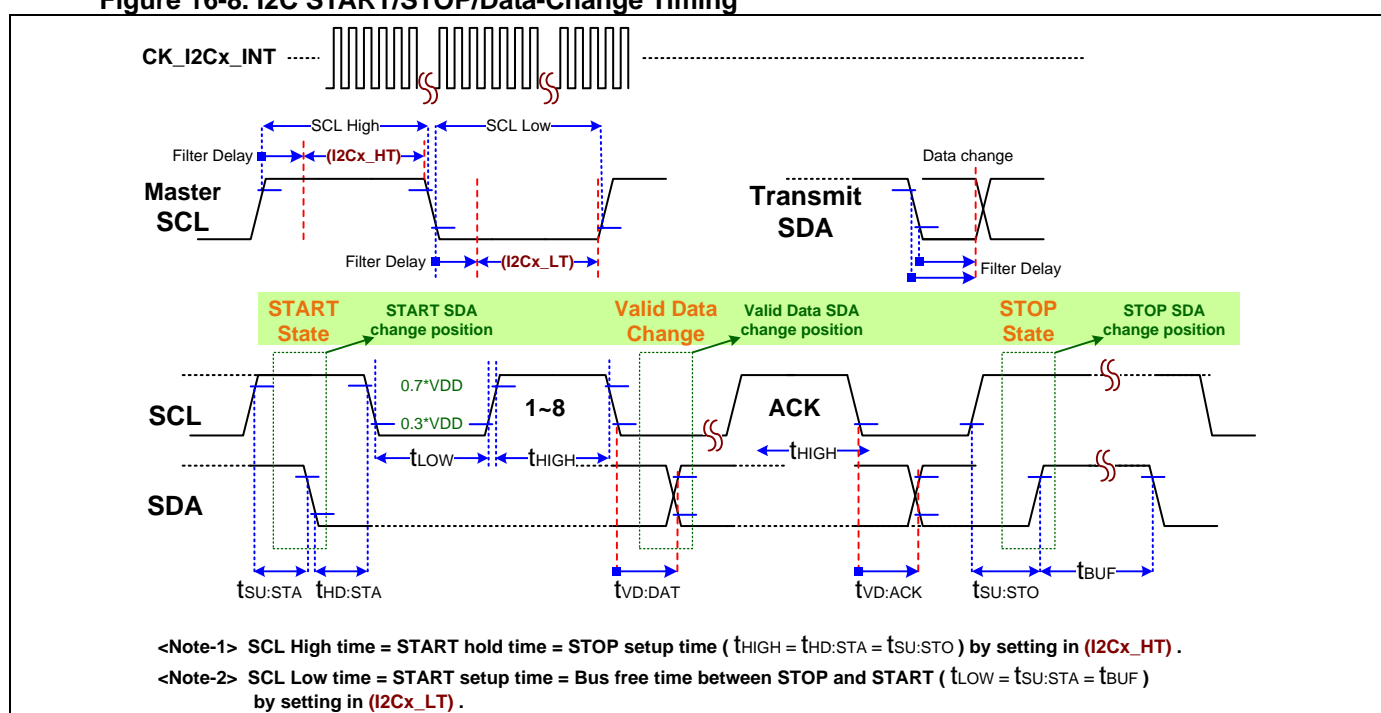 Figure 16-8. I2C START/STOP/Data-Change Timing
CK_I2Cx_INT
SCL High
SCL Low
Filter Delay
(I2Cx_HT)
Data change
Master
SCL
Transmit
SDA
Filter Delay
(I2Cx_LT)
Filter Delay
START
State
START SDA
change position
Valid Data
Change
Valid Data SDA
change position
STOP
State
STOP SDA
change position
SCL
0.7*VDD
0.3*VDD
1~8
ACK
tLOW
tHIGH
tHIGH
SDA
tSU:STA
tHD:STA
tVD:DAT
tVD:ACK
tSU:STO
tBUF
<Note-1> SCL High time = START hold time = STOP setup time ( tHIGH = tHD:STA = tSU:STO ) by setting in (I2Cx_HT) .
<Note-2> SCL Low time = START setup time = Bus free time between STOP and START ( tLOW = tSU:STA = tBUF )
by setting in (I2Cx_LT) .